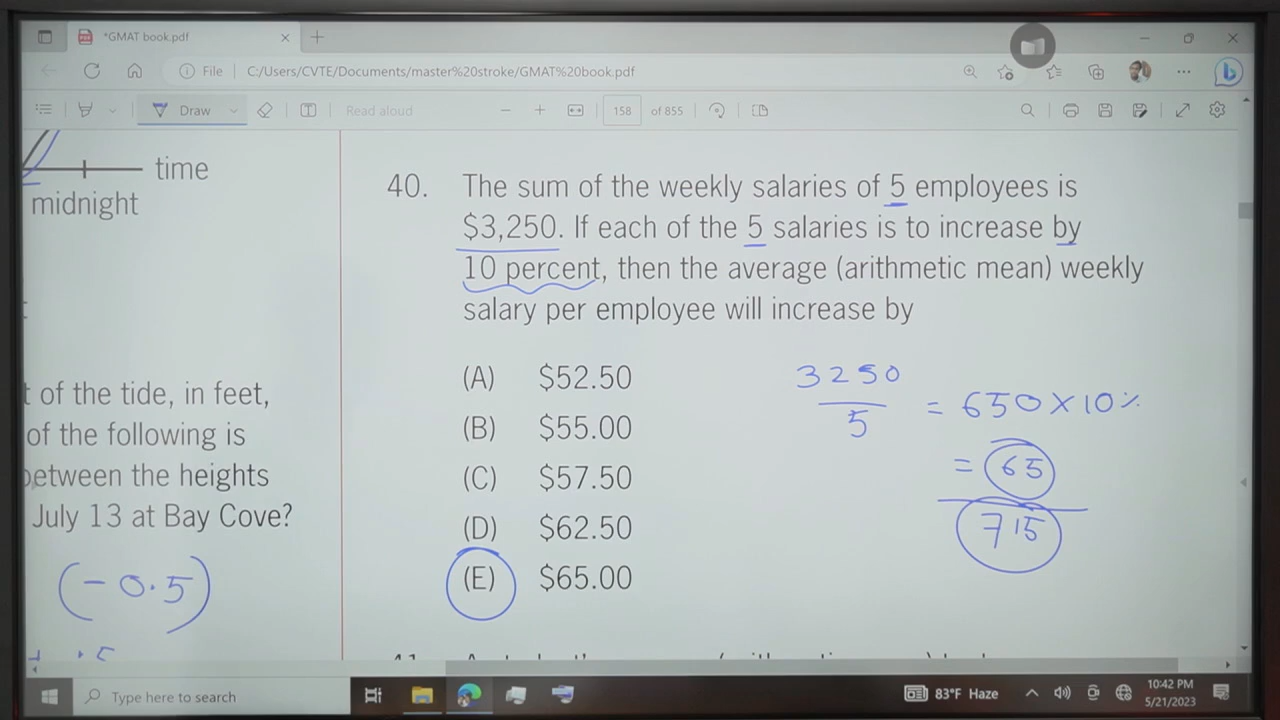 *GMAT book.pdf
File C:/Users/CVTE/Documents/master%20stroke/GMAT%20book.pdf
Draw Read aloud 158 of 855
time
midnight
t of the tide, in feet,
of the following is
between the heights
July 13 at Bay Cove?
(-0.5)
40. The sum of the weekly salaries of 5 employees is
$3,250. If each of the 5 salaries is to increase by
10 percent, then the average (arithmetic mean) weekly
salary per employee will increase by
(A) $52.50
(B) $55.00
(C) $57.50
(D) $62.50
(E) $65.00
3250
5
= 650 X 10%
= 65
715
Type here to search
83°F Haze
10:42 PM
5/21/2023